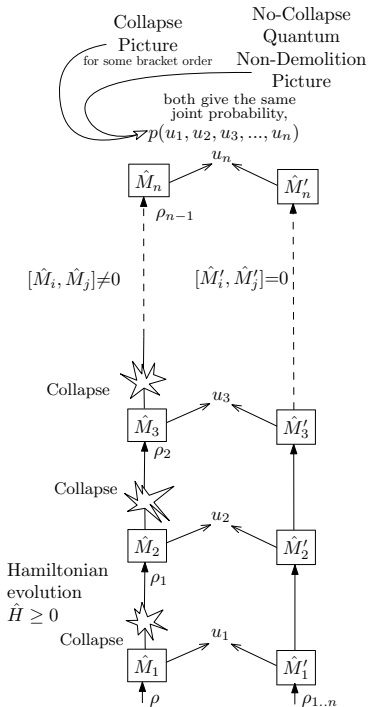 Collapse
Picture
for some bracket order
No-Collapse
Quantum
Non-Demolition
Picture
both give the same
joint probability,
p(u₁, u₂, u₃, ..., uₙ)
uₙ
M̂ₙ
M̂′ₙ
ρₙ₋₁
[M̂ᵢ, M̂ⱼ]≠0
[M̂′ᵢ, M̂′ⱼ]=0
Collapse
u₃
M̂₃
M̂′₃
ρ₂
Collapse
u₂
M̂₂
M̂′₂
ρ₁
Hamiltonian
evolution
Ĥ ≥ 0
Collapse
u₁
M̂₁
M̂′₁
ρ
ρ₁..ₙ